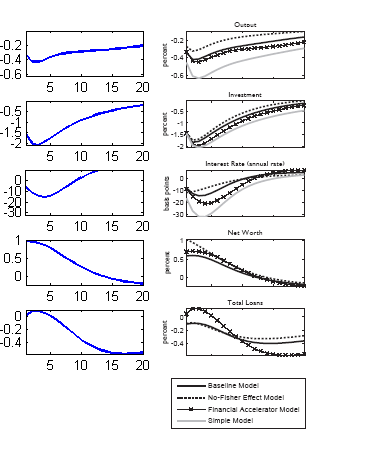 Output
-0.2
-0.4
-0.6
5 10 15 20
percent
-0.2
-0.4
-0.6
Investment
-0.5
-1
-1.5
-2
5 10 15 20
percent
-0.5
-1
-1.5
-2
Interest Rate (annual rate)
0
-10
-20
-30
5 10 15 20
basis points
0
-10
-20
-30
Net Worth
1
0.5
0
5 10 15 20
percent
1
0.5
0
Total Loans
0
-0.2
-0.4
5 10 15 20
percent
0
-0.2
-0.4
Baseline Model
No-Fisher Effect Model
Financial Accelerator Model
Simple Model